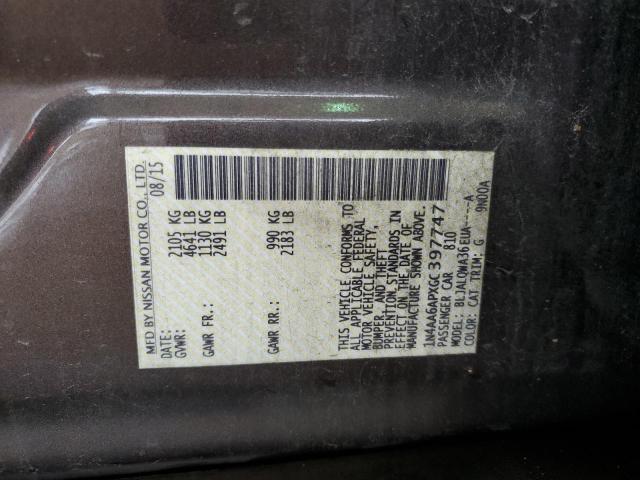 MFD BY NISSAN MOTOR CO., LTD.
DATE: 08/15
GVWR: 2105 KG
4641 LB
GAWR FR.: 1130 KG
2491 LB
GAWR RR.: 990 KG
2183 LB
THIS VEHICLE CONFORMS TO
ALL APPLICABLE FEDERAL
MOTOR VEHICLE SAFETY,
BUMPER, AND THEFT
PREVENTION STANDARDS IN
EFFECT ON THE DATE OF
MANUFACTURE SHOWN ABOVE.
1N4AA6APXGC397747
PASSENGER CAR 810
MODEL: BLJALQWA36EUA----A
COLOR: CAT TRIM: G 9N00A